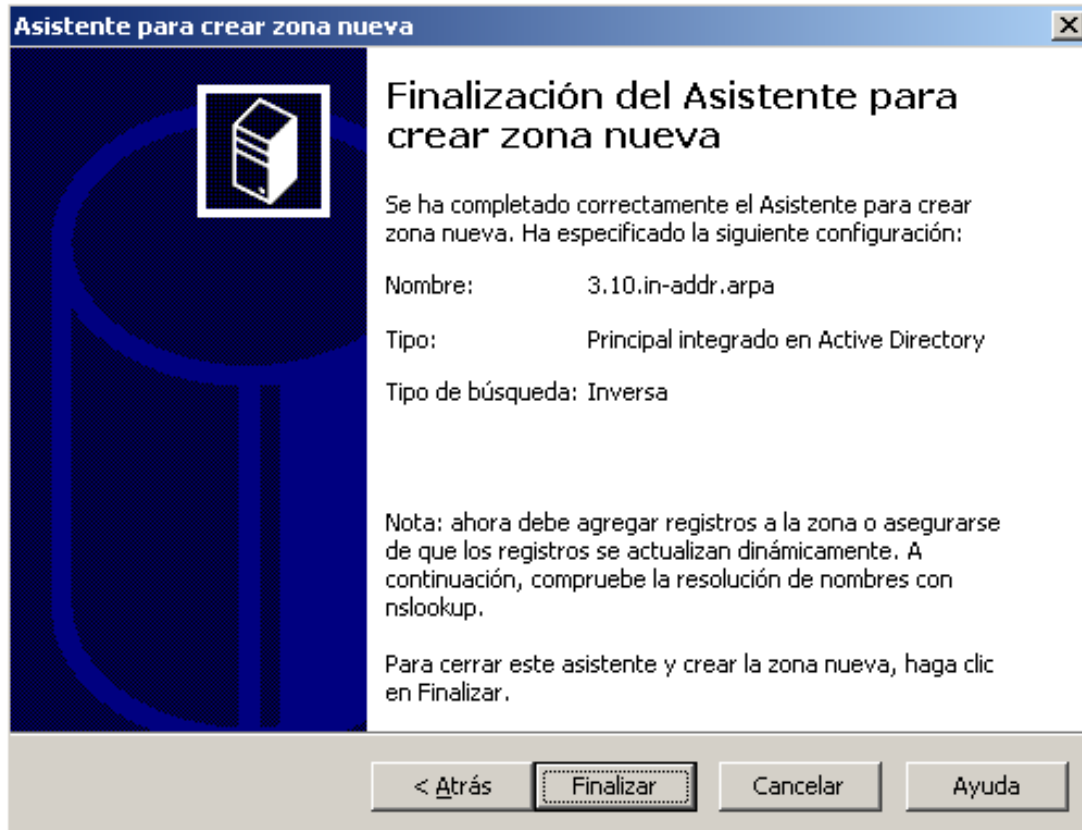 Asistente para crear zona nueva
Finalización del Asistente para
crear zona nueva
Se ha completado correctamente el Asistente para crear
zona nueva. Ha especificado la siguiente configuración:
Nombre: 3.10.in-addr.arpa
Tipo: Principal integrado en Active Directory
Tipo de búsqueda: Inversa
Nota: ahora debe agregar registros a la zona o asegurarse
de que los registros se actualizan dinámicamente. A
continuación, compruebe la resolución de nombres con
nslookup.
Para cerrar este asistente y crear la zona nueva, haga clic
en Finalizar.
< Atrás Finalizar Cancelar Ayuda